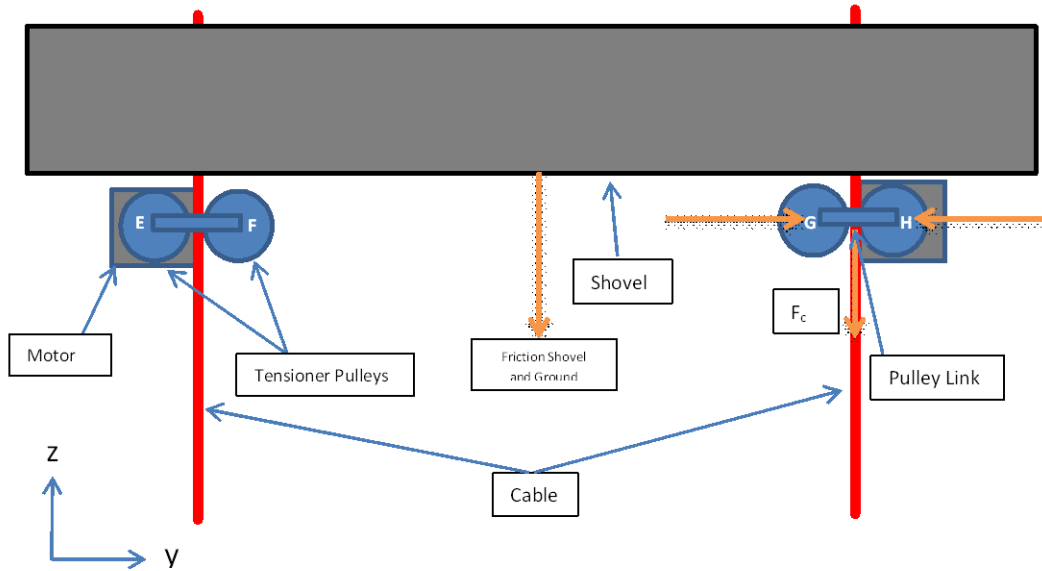 E
F
G
H
Shovel
Motor
Tensioner Pulleys
Friction Shovel
and Ground
Fc
Pulley Link
Cable
z
y